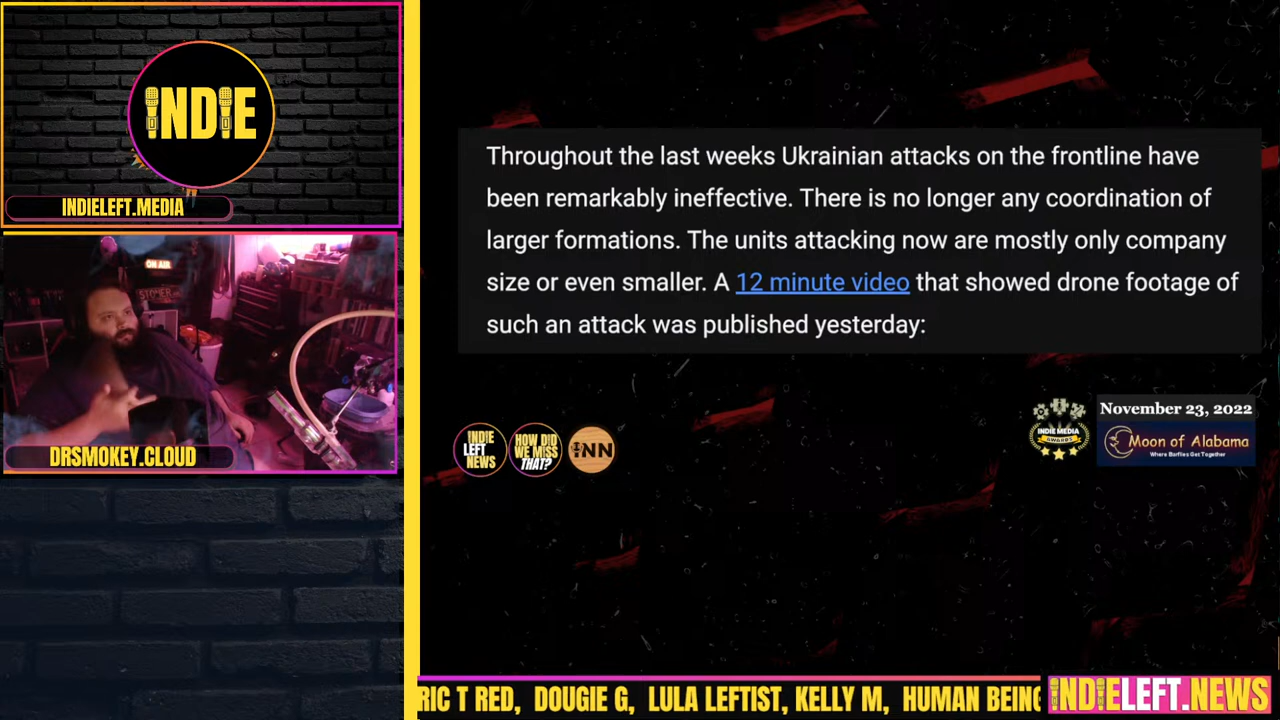 INDIE
INDIELEFT.MEDIA
ON AIR
STONER
DRSMOKEY.CLOUD
Throughout the last weeks Ukrainian attacks on the frontline have
been remarkably ineffective. There is no longer any coordination of
larger formations. The units attacking now are mostly only company
size or even smaller. A 12 minute video that showed drone footage of
such an attack was published yesterday:
INDIE
LEFT
NEWS
HOW DID
WE MISS
THAT?
INN
INDIE MEDIA
AWARDS
November 23, 2022
Moon of Alabama
Where Barflies Get Together
RIC T RED, DOUGIE G, LULA LEFTIST, KELLY M, HUMAN BEING
INDIELEFT.NEWS